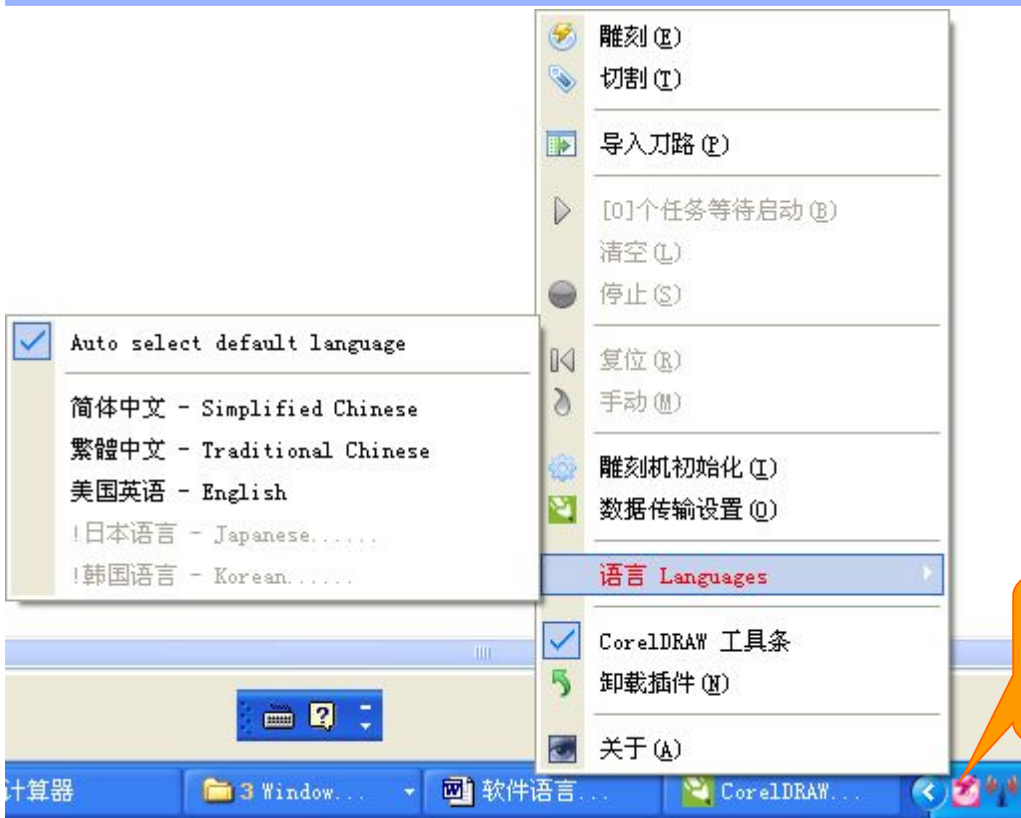 雕刻(E)
切割(T)
导入刀路(P)
[0]个任务等待启动(B)
清空(L)
停止(S)
复位(R)
手动(M)
雕刻机初始化(I)
数据传输设置(O)
语言 Languages
CorelDRAW 工具条
卸载插件(N)
关于(A)
Auto select default language
简体中文 - Simplified Chinese
繁體中文 - Traditional Chinese
美国英语 - English
!日本语言 - Japanese......
!韩国语言 - Korean......
计算器
3 Window...
软件语言...
CorelDRAW...